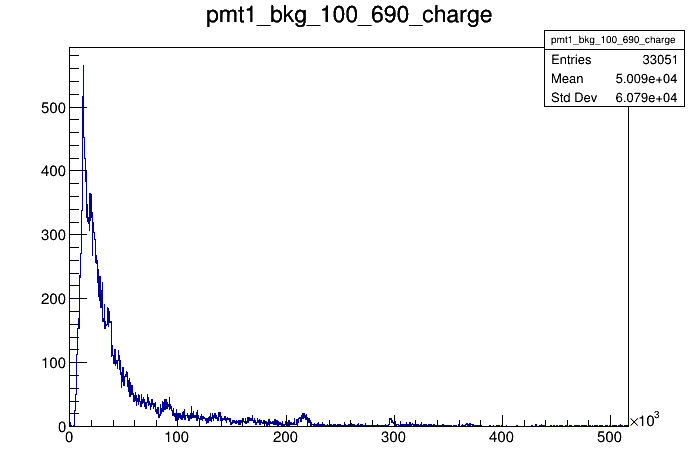 pmt1_bkg_100_690_charge
pmt1_bkg_100_690_charge
Entries 33051
Mean 5.009e+04
Std Dev 6.079e+04
500
400
300
200
100
0
0 100 200 300 400 500
×10³